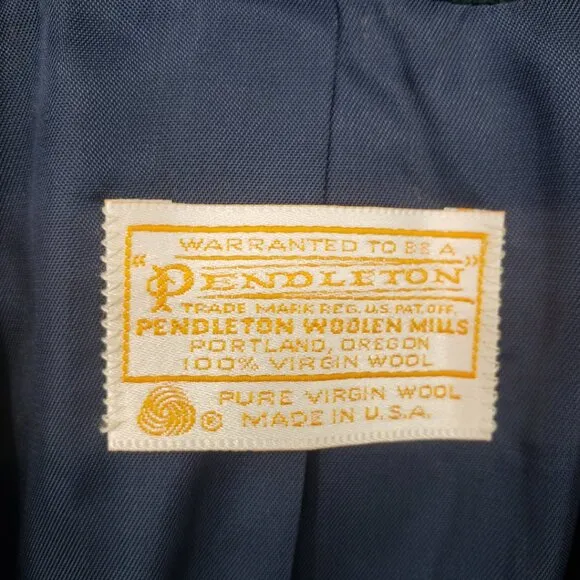 WARRANTED TO BE A
"PENDLETON"
TRADE MARK REG. U.S. PAT. OFF.
PENDLETON WOOLEN MILLS
PORTLAND, OREGON
100% VIRGIN WOOL
® PURE VIRGIN WOOL
MADE IN U.S.A.